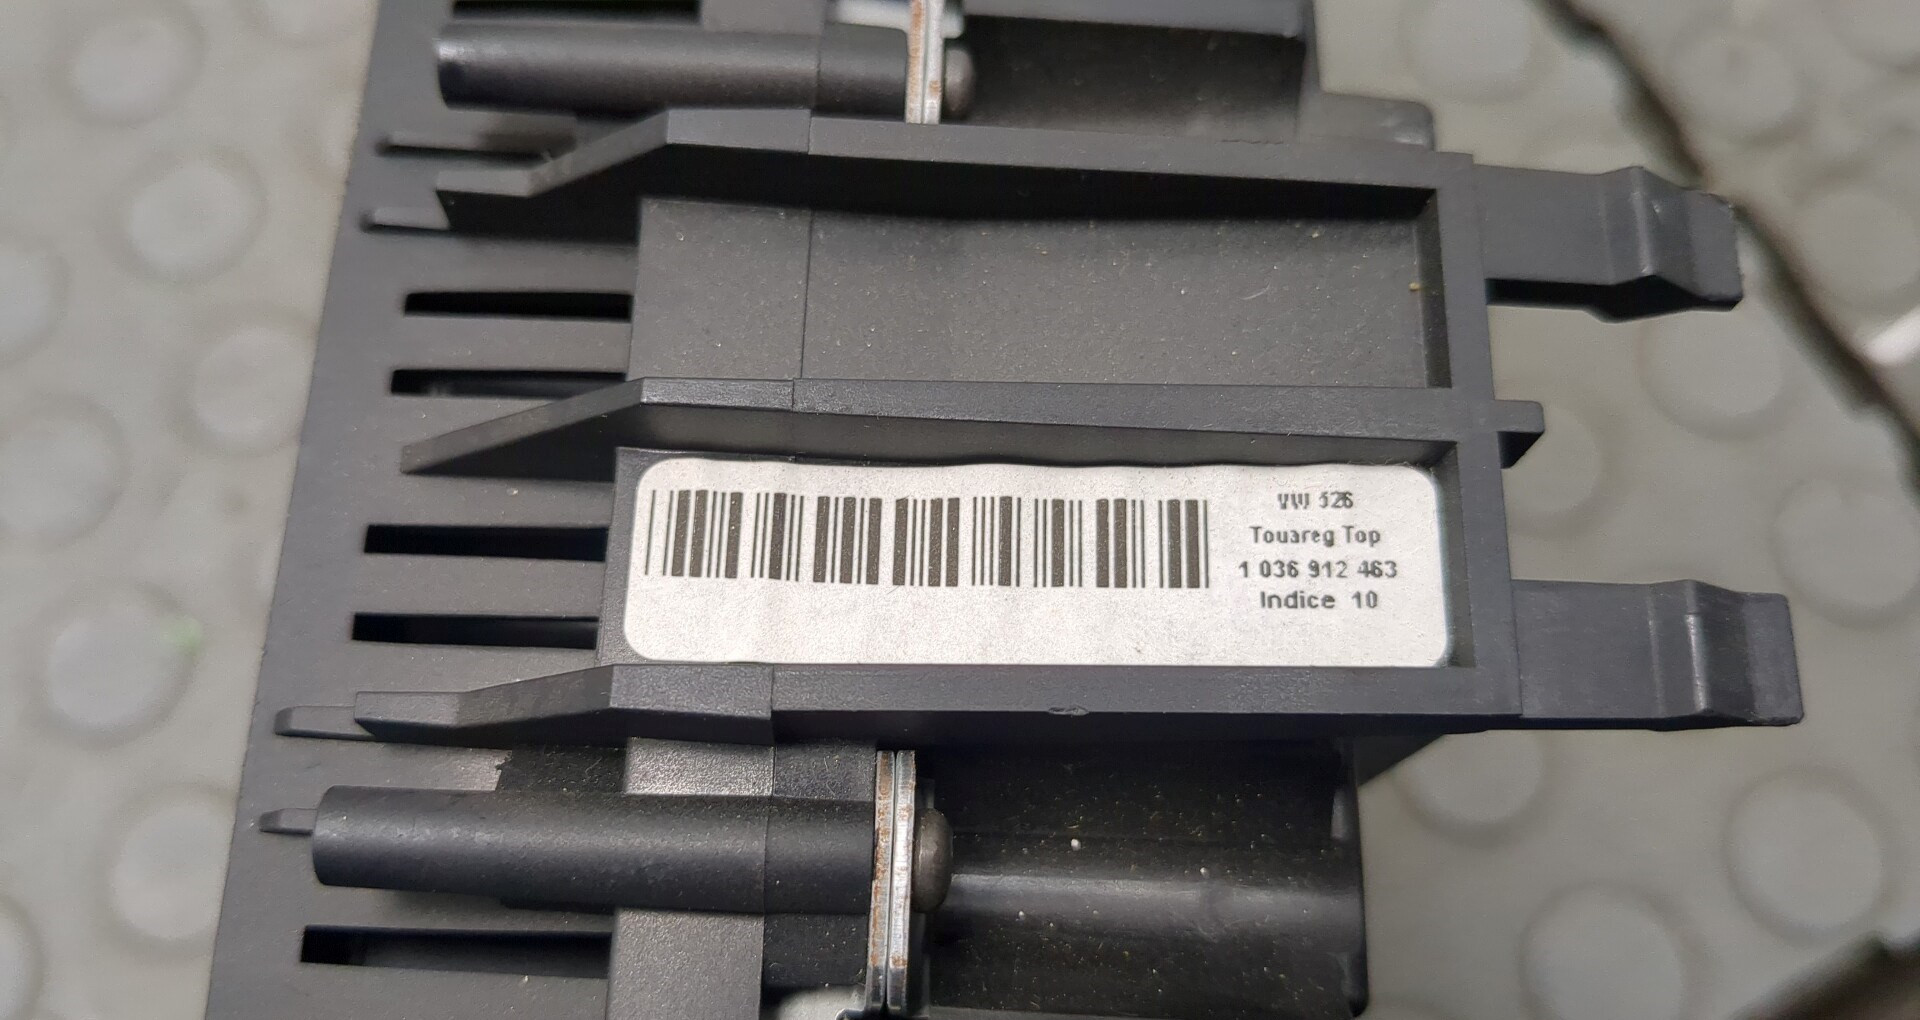 VW 526
Touareg Top
1 036 912 463
Indice 10